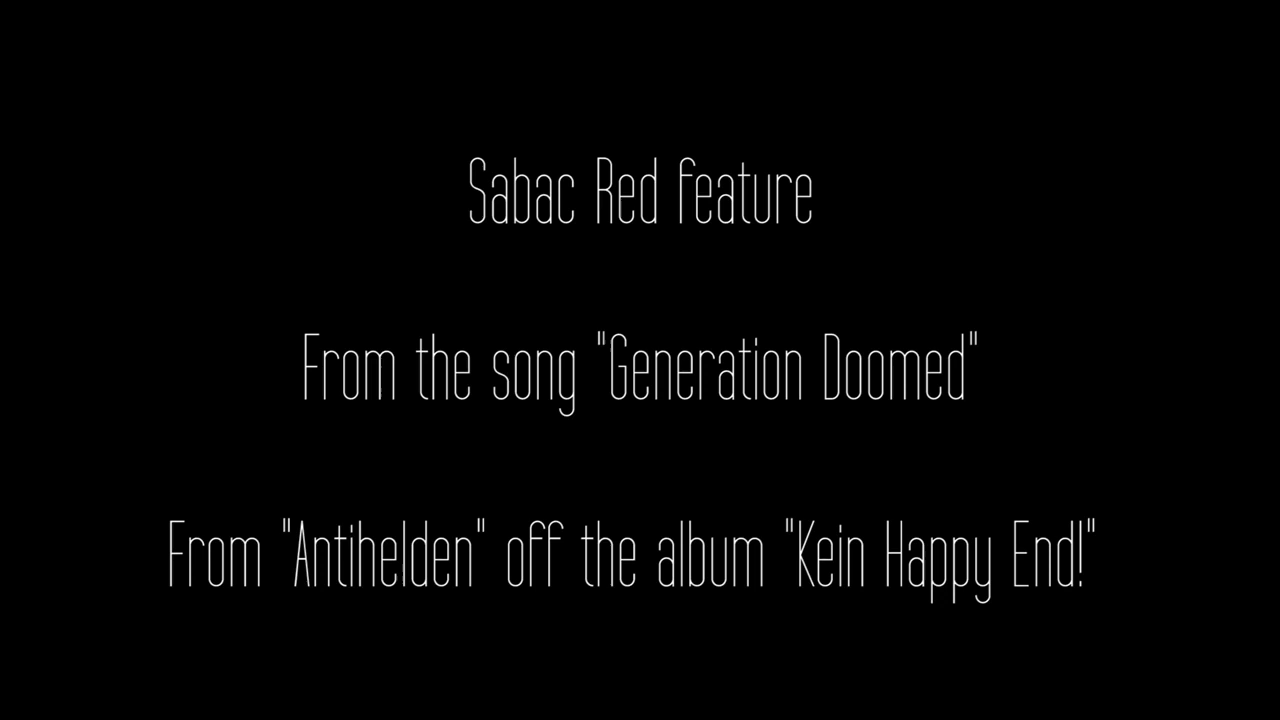 Sabac Red feature
From the song "Generation Doomed"
From "Antihelden" off the album "Kein Happy End!"